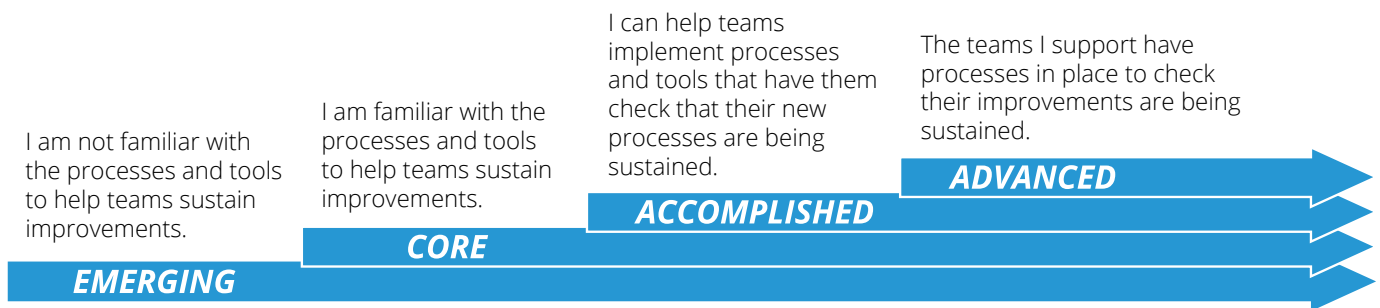 I am not familiar with
the processes and tools
to help teams sustain
improvements.
EMERGING
I am familiar with the
processes and tools
to help teams sustain
improvements.
CORE
I can help teams
implement processes
and tools that have them
check that their new
processes are being
sustained.
ACCOMPLISHED
The teams I support have
processes in place to check
their improvements are being
sustained.
ADVANCED